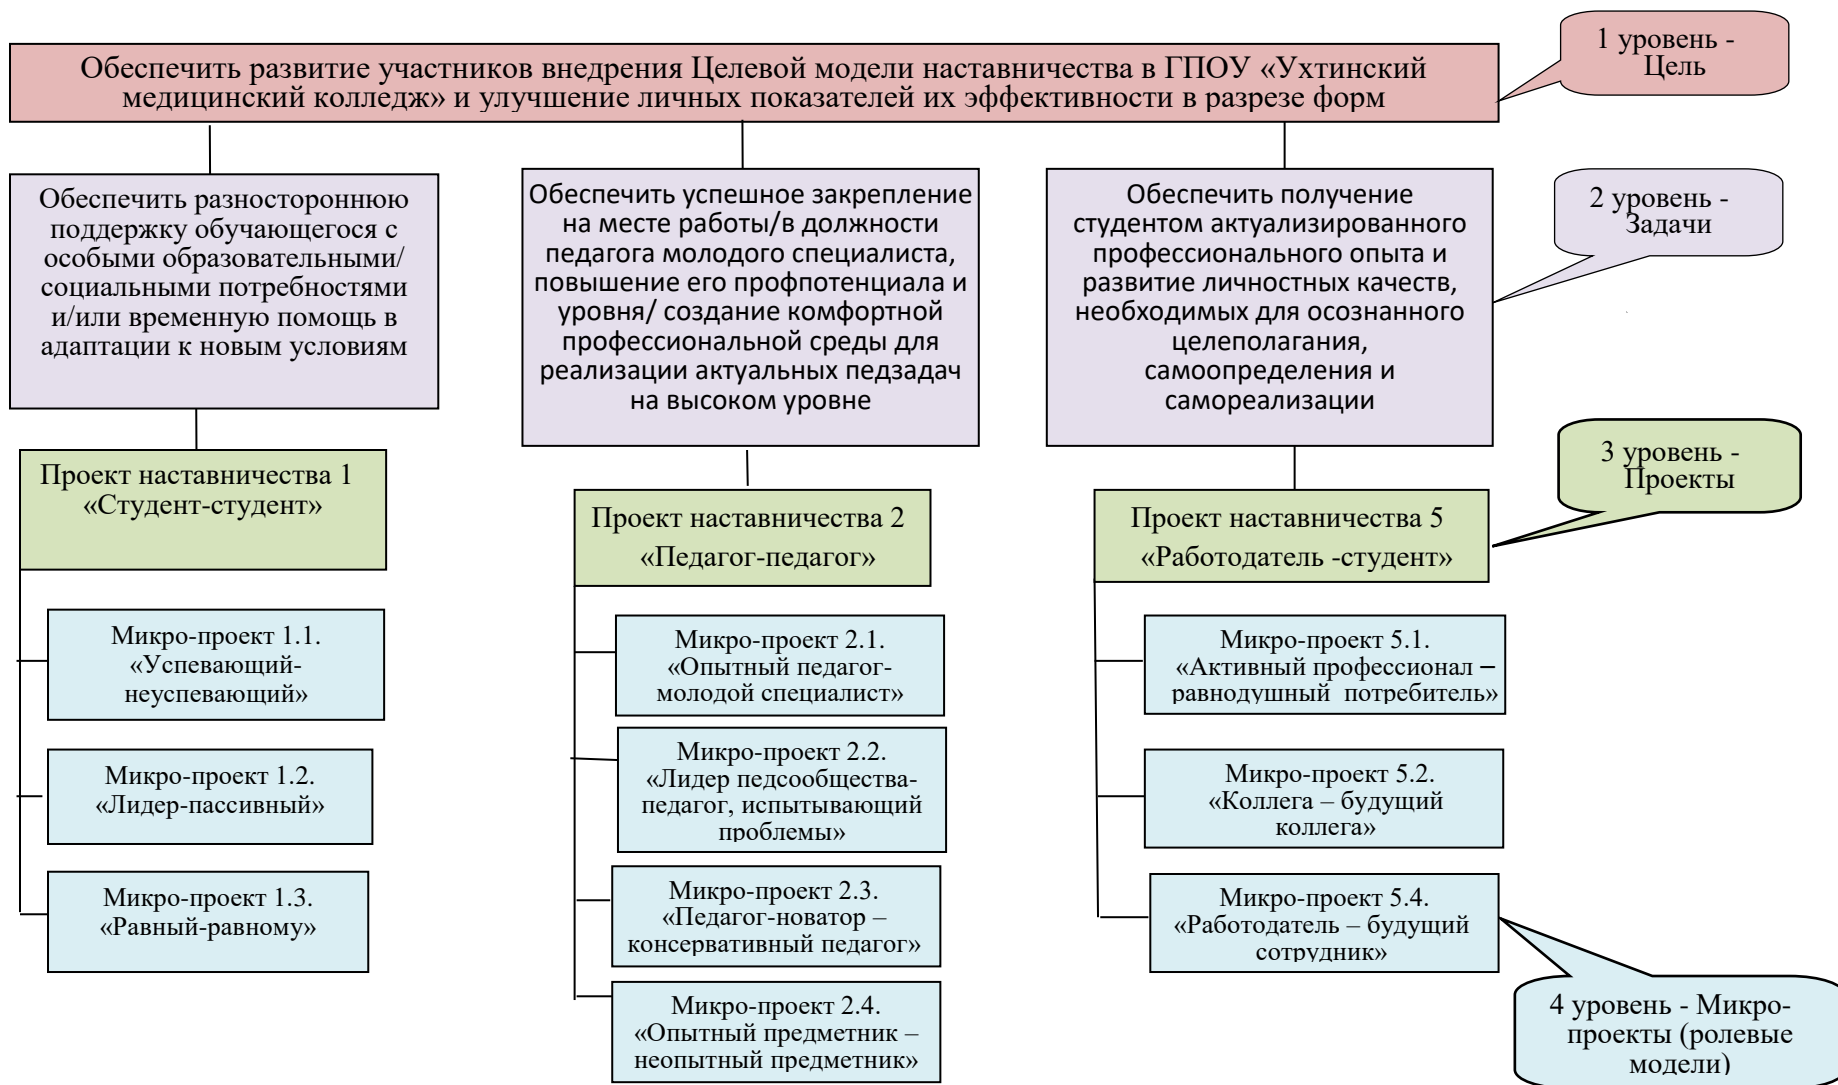 1 уровень -
Цель
Обеспечить развитие участников внедрения Целевой модели наставничества в ГПОУ «Ухтинский
медицинский колледж» и улучшение личных показателей их эффективности в разрезе форм
2 уровень -
Задачи
Обеспечить разностороннюю
поддержку обучающегося с
особыми образовательными/
социальными потребностями
и/или временную помощь в
адаптации к новым условиям
Обеспечить успешное закрепление
на месте работы/в должности
педагога молодого специалиста,
повышение его профпотенциала и
уровня/ создание комфортной
профессиональной среды для
реализации актуальных педзадач
на высоком уровне
Обеспечить получение
студентом актуализированного
профессионального опыта и
развитие личностных качеств,
необходимых для осознанного
целеполагания,
самоопределения и
самореализации
3 уровень -
Проекты
Проект наставничества 1
«Студент-студент»
Проект наставничества 2
«Педагог-педагог»
Проект наставничества 5
«Работодатель -студент»
Микро-проект 1.1.
«Успевающий-
неуспевающий»
Микро-проект 1.2.
«Лидер-пассивный»
Микро-проект 1.3.
«Равный-равному»
Микро-проект 2.1.
«Опытный педагог-
молодой специалист»
Микро-проект 2.2.
«Лидер педсообщества-
педагог, испытывающий
проблемы»
Микро-проект 2.3.
«Педагог-новатор –
консервативный педагог»
Микро-проект 2.4.
«Опытный предметник –
неопытный предметник»
Микро-проект 5.1.
«Активный профессионал –
равнодушный потребитель»
Микро-проект 5.2.
«Коллега – будущий
коллега»
Микро-проект 5.4.
«Работодатель – будущий
сотрудник»
4 уровень - Микро-
проекты (ролевые
модели)